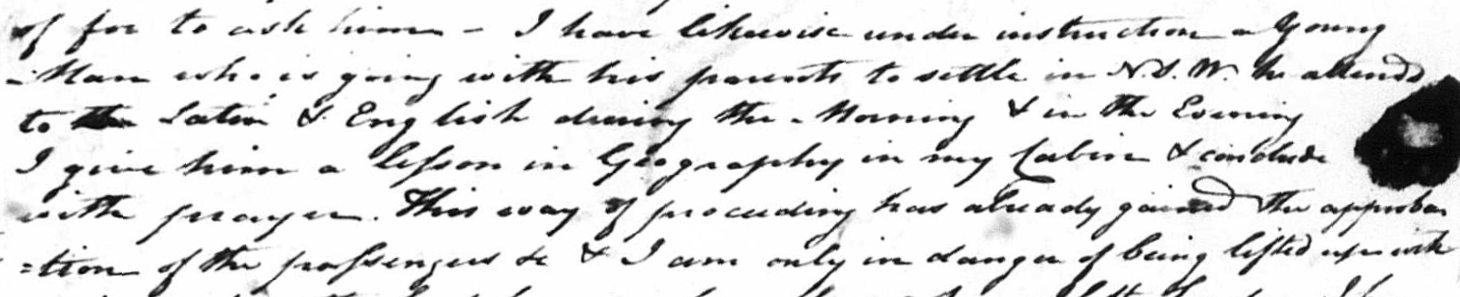 of for to ask him - I have likewise under instruction a Young
Man who is going with his parents to settle in N.S.W. he attends
to Latin & English during the Morning & in the Evening
I give him a lesson in Geography in my Cabin & conclude
with prayer. This way of proceeding has already gained the approba
=tion of the passengers &c & I am only in danger of being lifted up with